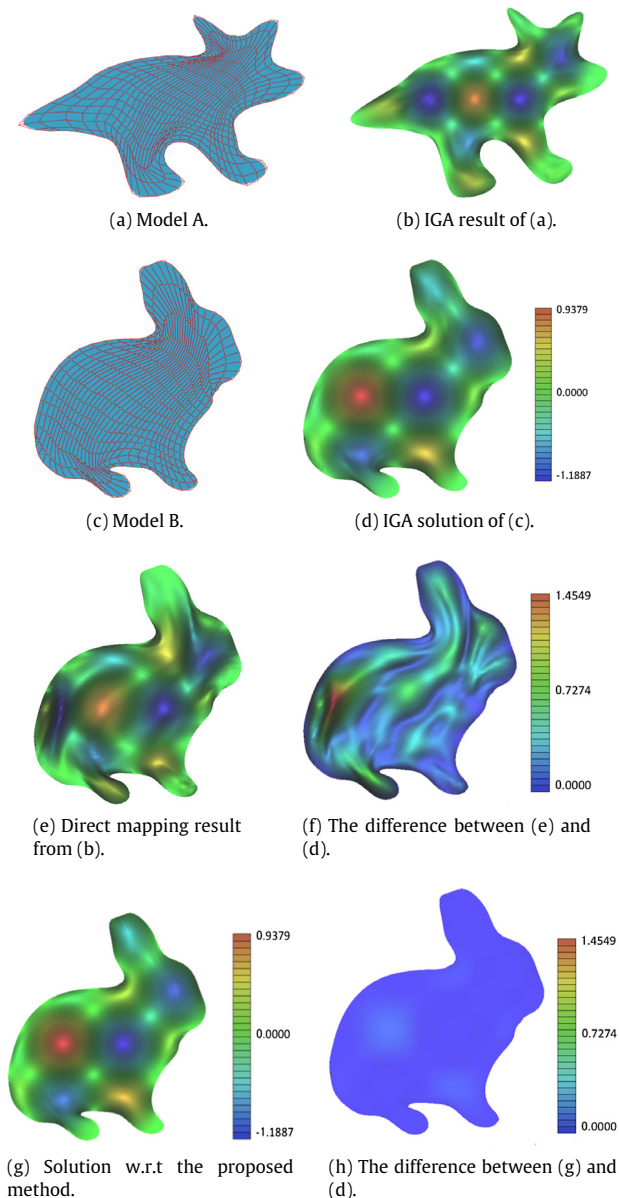 (a) Model A.
(b) IGA result of (a).
0.9379
0.0000
-1.1887
(c) Model B.
(d) IGA solution of (c).
1.4549
0.7274
0.0000
(e) Direct mapping result
from (b).
(f) The difference between (e) and
(d).
0.9379
0.0000
-1.1887
1.4549
0.7274
0.0000
(g) Solution w.r.t the proposed
method.
(h) The difference between (g) and
(d).